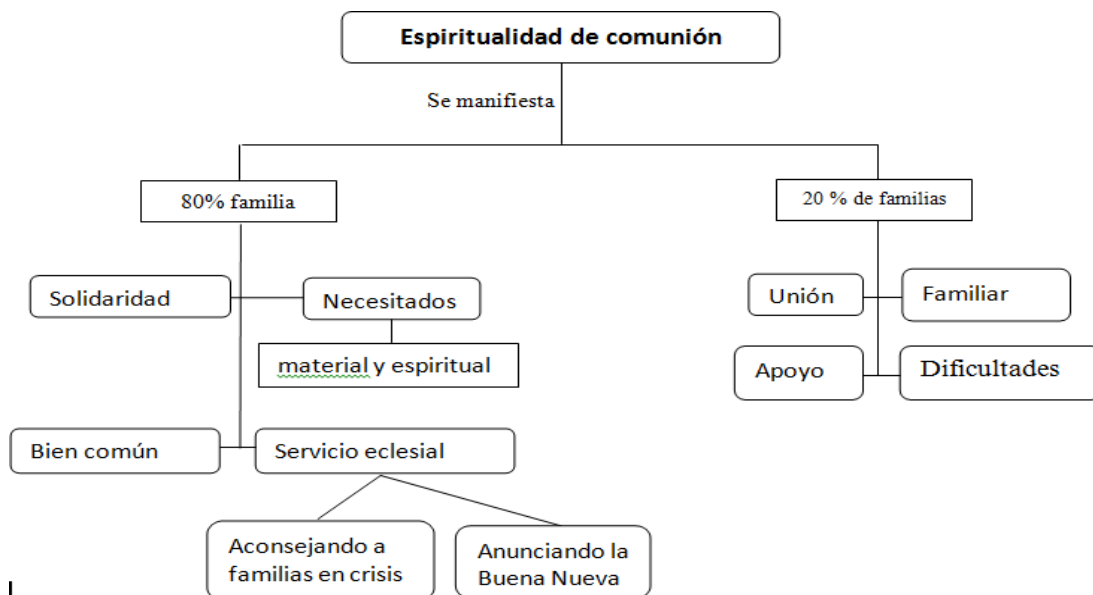 Espiritualidad de comunión
Se manifiesta
80% familia
20 % de familias
Solidaridad
Necesitados
material y espiritual
Unión
Familiar
Apoyo
Dificultades
Bien común
Servicio eclesial
Aconsejando a
familias en crisis
Anunciando la
Buena Nueva